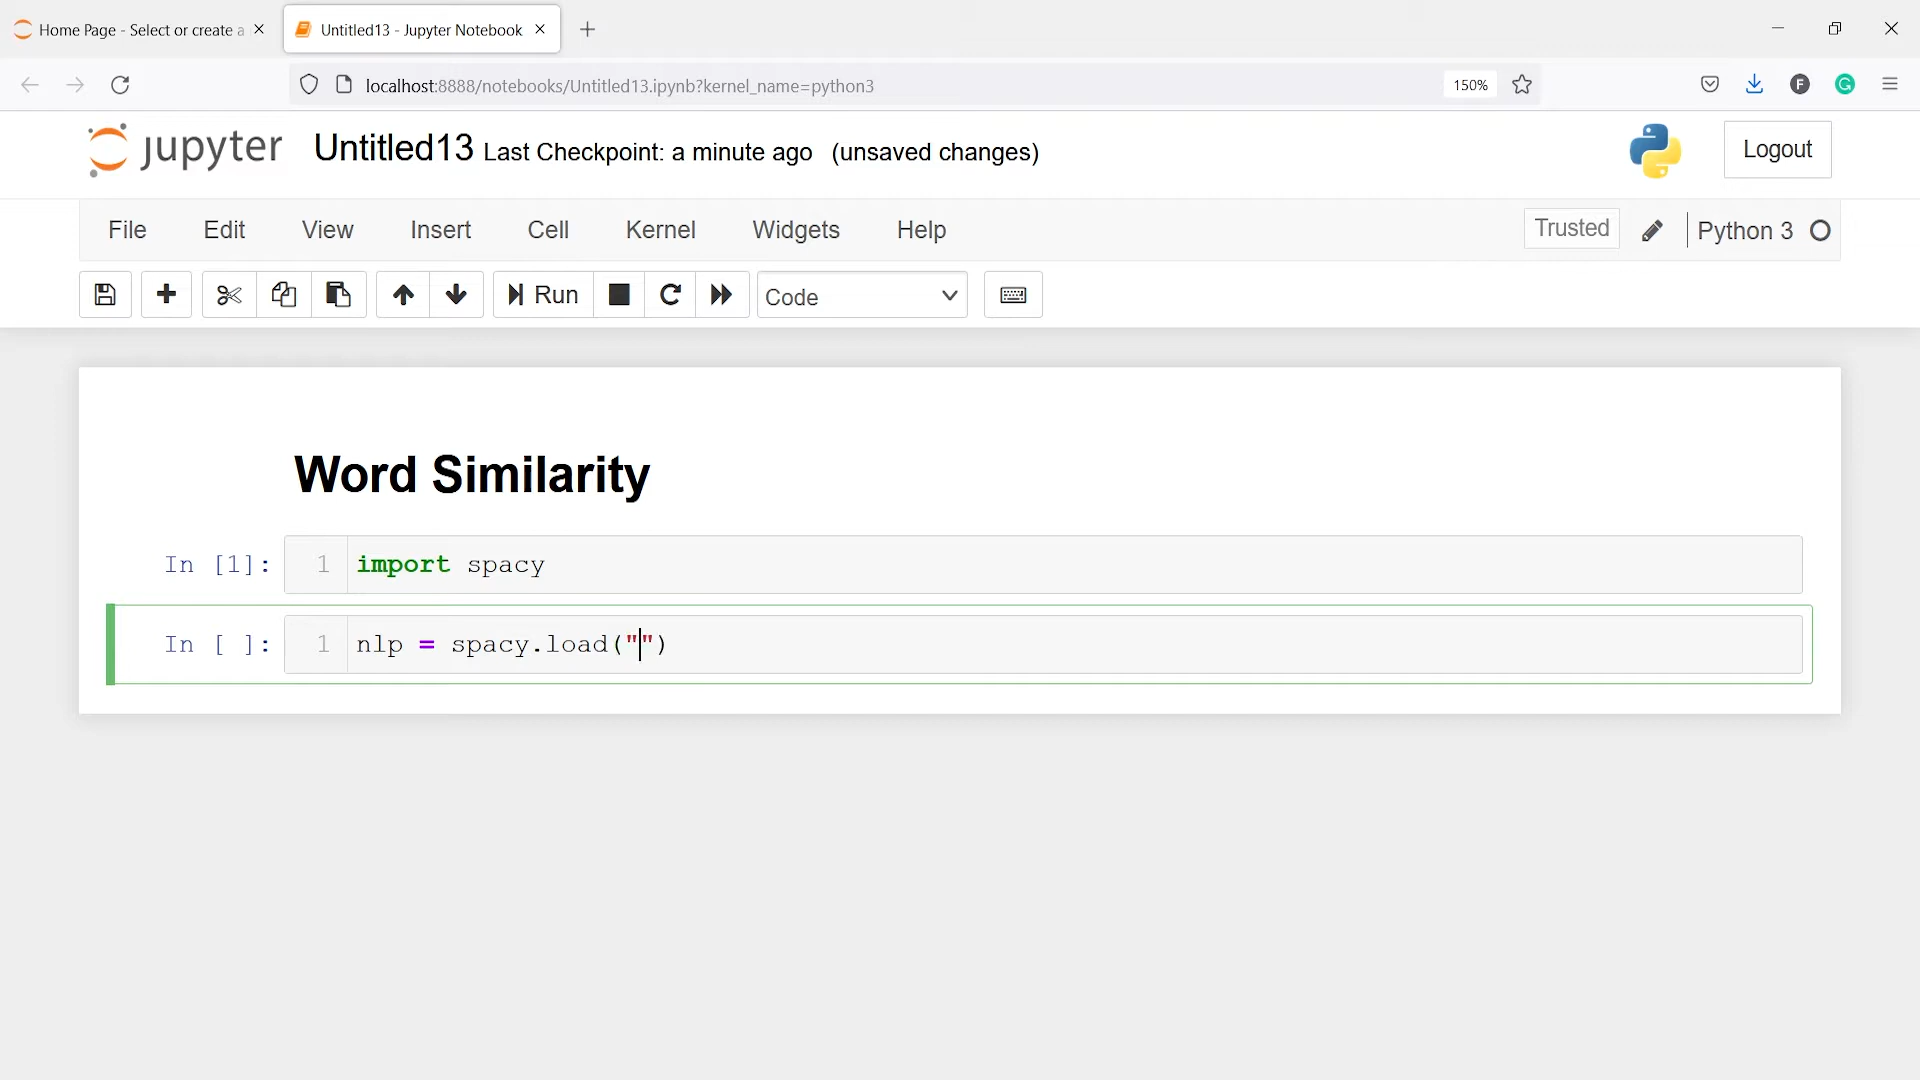 Home Page - Select or create a
Untitled13 - Jupyter Notebook
localhost:8888/notebooks/Untitled13.ipynb?kernel_name=python3
150%
F
G
jupyter
Untitled13 Last Checkpoint: a minute ago (unsaved changes)
Logout
File Edit View Insert Cell Kernel Widgets Help
Trusted
Python 3
Run
Code
Word Similarity
In [1]: 1 import spacy
In [ ]: 1 nlp = spacy.load("")